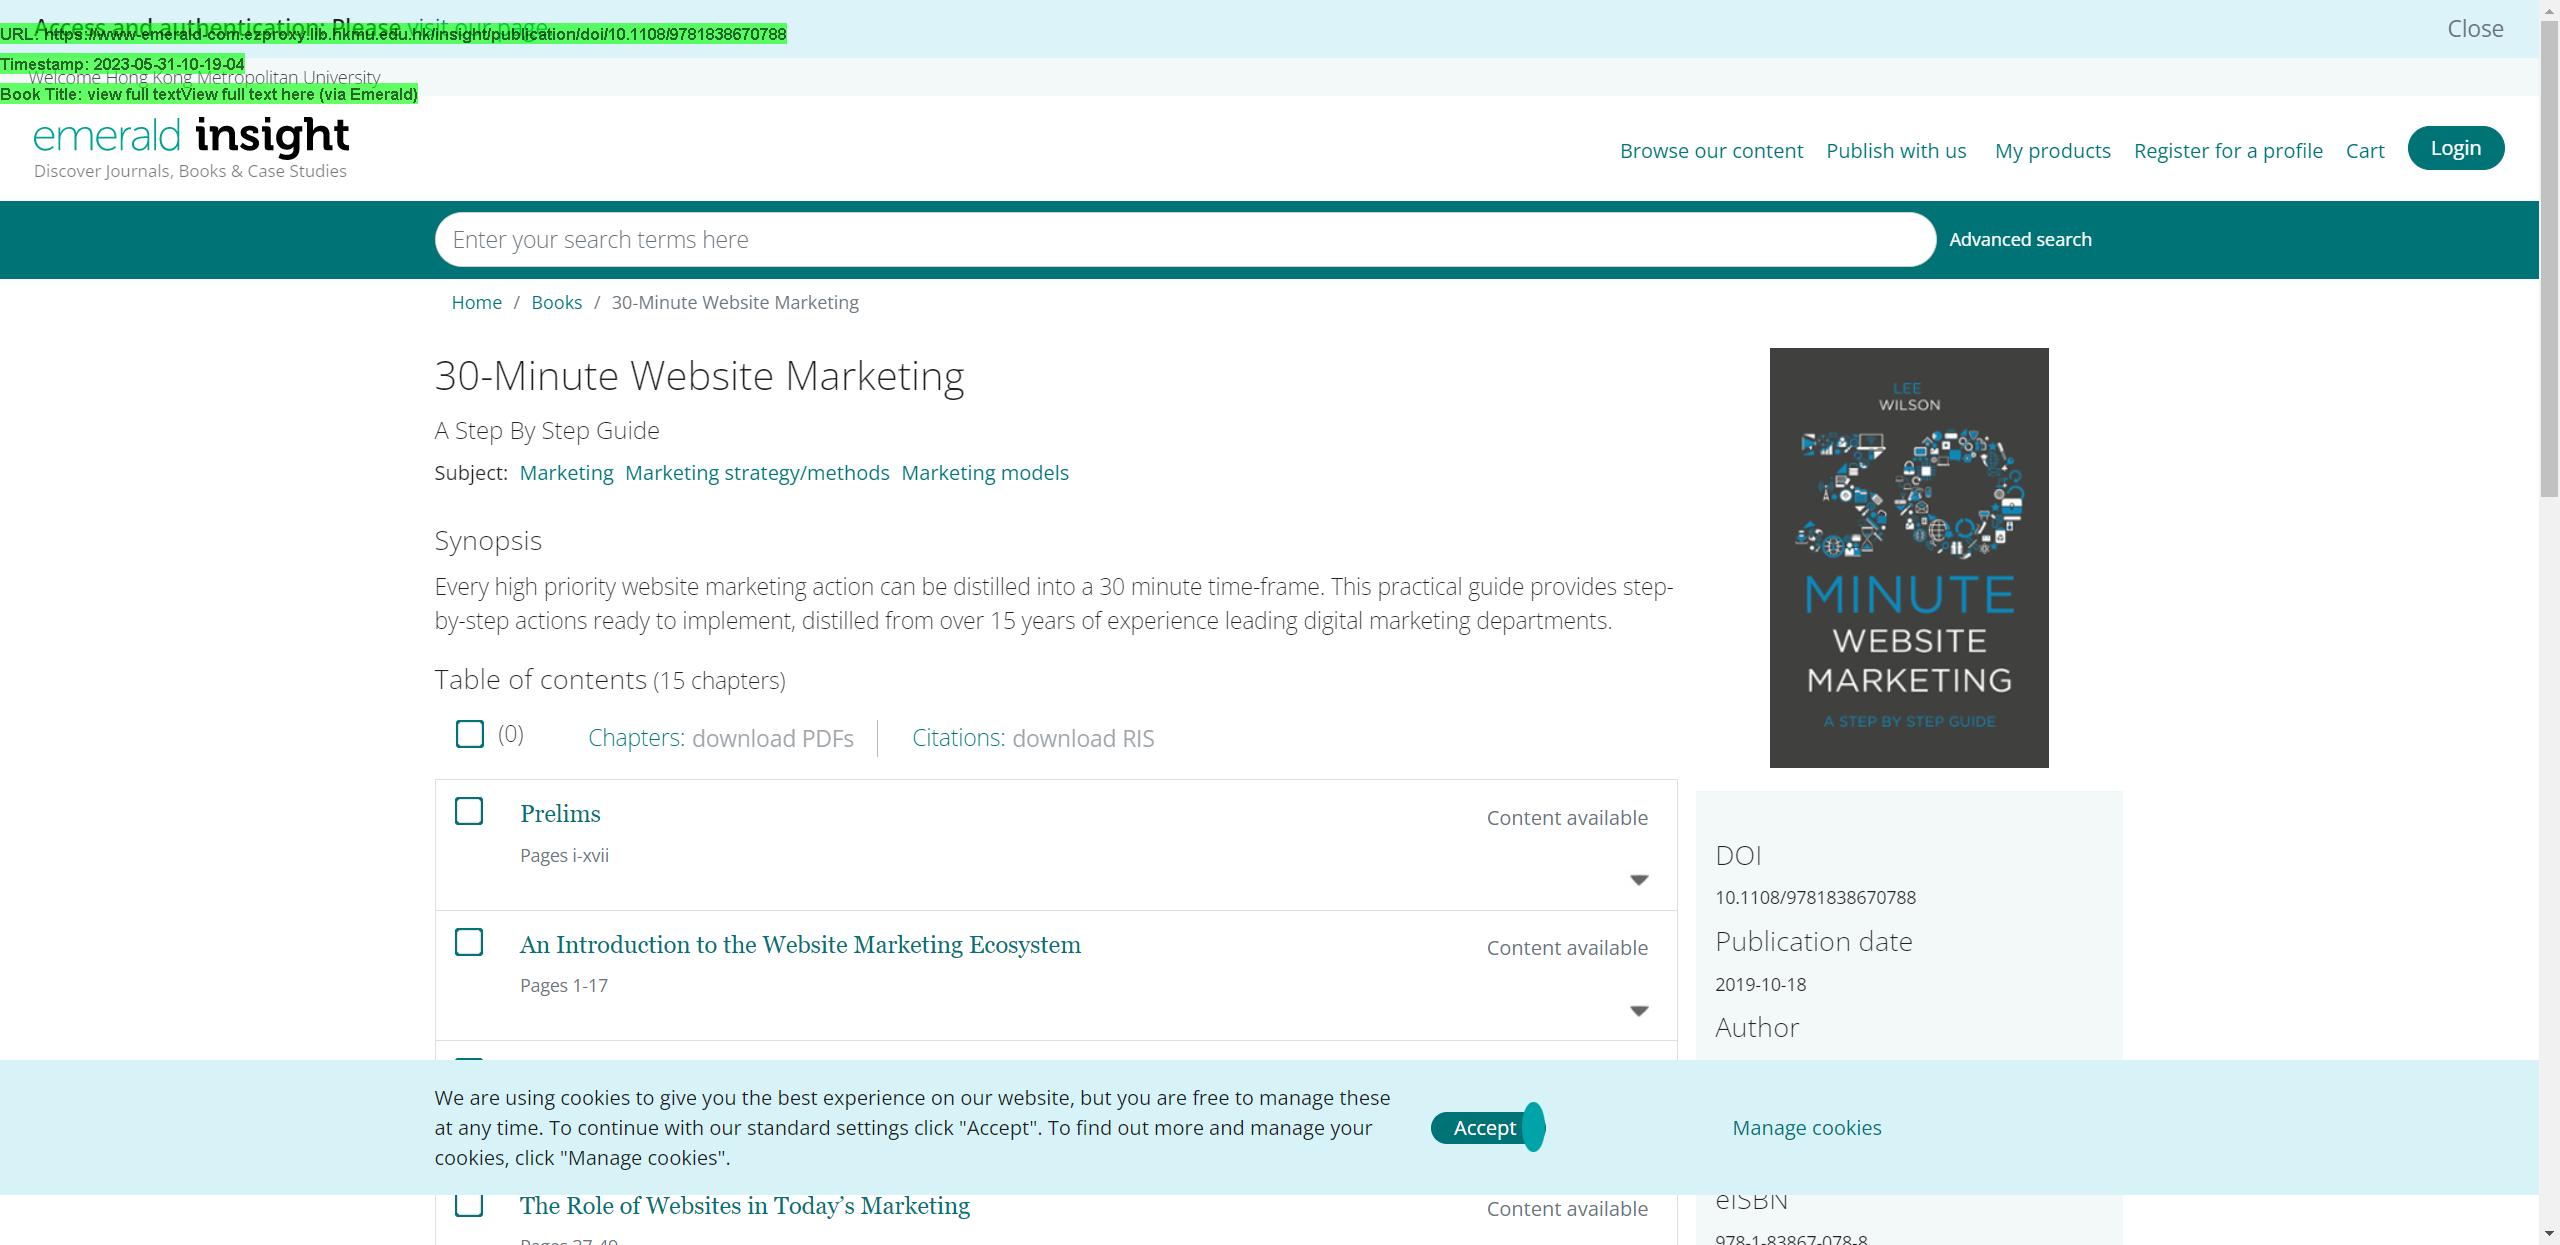 Access and authentication: Please visit our page
Close
URL: https://www-emerald-com.ezproxy.lib.hkmu.edu.hk/insight/publication/doi/10.1108/9781838670788
Timestamp: 2023-05-31-10-19-04
Welcome Hong Kong Metropolitan University
Book Title: view full textView full text here (via Emerald)
emerald insight
Discover Journals, Books & Case Studies
Browse our content Publish with us My products Register for a profile Cart Login
Enter your search terms here
Advanced search
Home / Books / 30-Minute Website Marketing
30-Minute Website Marketing
A Step By Step Guide
Subject: Marketing Marketing strategy/methods Marketing models
Synopsis
Every high priority website marketing action can be distilled into a 30 minute time-frame. This practical guide provides step-
by-step actions ready to implement, distilled from over 15 years of experience leading digital marketing departments.
Table of contents (15 chapters)
(0) Chapters: download PDFs Citations: download RIS
Prelims
Content available
Pages i-xvii
An Introduction to the Website Marketing Ecosystem
Content available
Pages 1-17
LEE
WILSON
30
MINUTE
WEBSITE
MARKETING
A STEP BY STEP GUIDE
DOI
10.1108/9781838670788
Publication date
2019-10-18
Author
We are using cookies to give you the best experience on our website, but you are free to manage these
at any time. To continue with our standard settings click "Accept". To find out more and manage your
cookies, click "Manage cookies".
Accept
Manage cookies
The Role of Websites in Today's Marketing
Content available
eISBN
978-1-83867-078-8